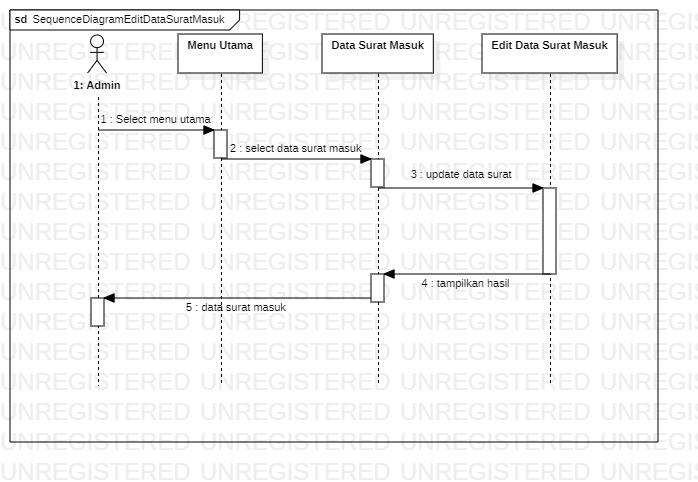 sd SequenceDiagramEditDataSuratMasuk
Menu Utama
Data Surat Masuk
Edit Data Surat Masuk
1: Admin
1 : Select menu utama
2 : select data surat masuk
3 : update data surat
4 : tampilkan hasil
5 : data surat masuk
UNREGISTERED UNREGISTERED UNREGISTERED UNREG